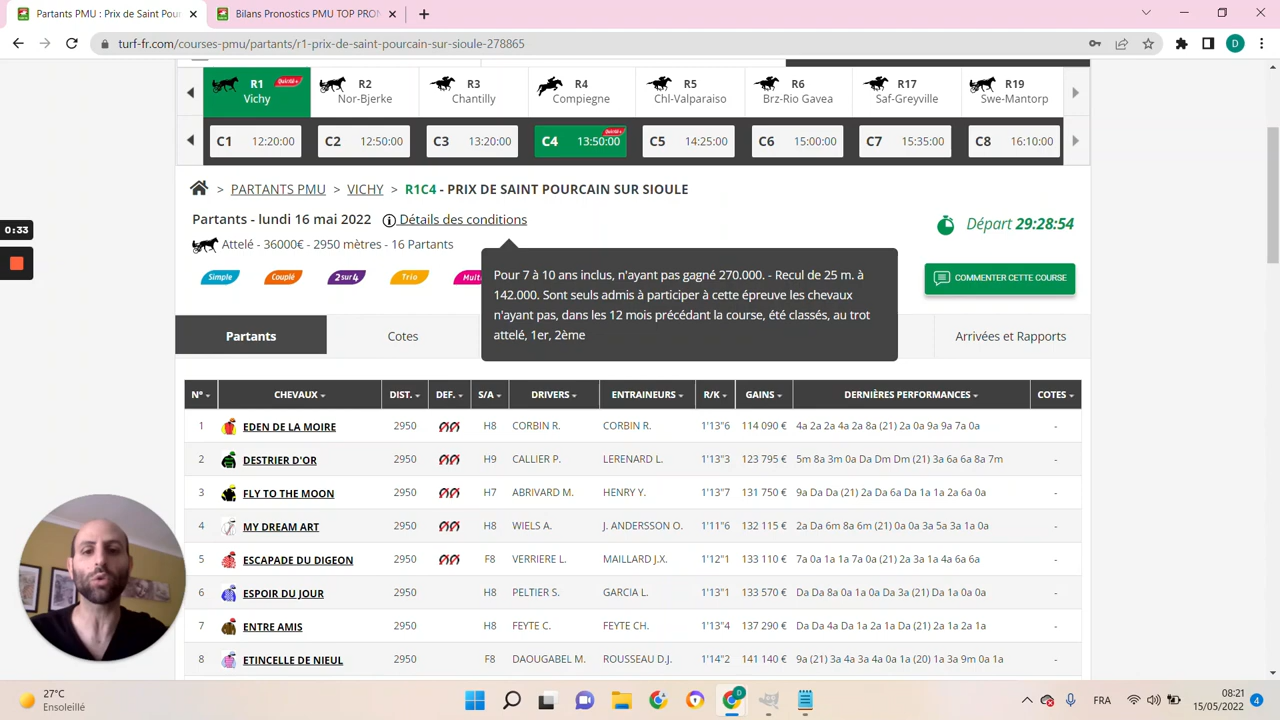 Partants PMU : Prix de Saint Pour
Bilans Pronostics PMU TOP PRON
turf-fr.com/courses-pmu/partants/r1-prix-de-saint-pourcain-sur-sioule-278865
D
R1 Vichy Quinté+
R2 Nor-Bjerke
R3 Chantilly
R4 Compiegne
R5 Chl-Valparaiso
R6 Brz-Rio Gavea
R17 Saf-Greyville
R19 Swe-Mantorp
C1 12:20:00 C2 12:50:00 C3 13:20:00 C4 13:50:00 Quinté+ C5 14:25:00 C6 15:00:00 C7 15:35:00 C8 16:10:00
> PARTANTS PMU > VICHY > R1C4 - PRIX DE SAINT POURCAIN SUR SIOULE
Partants - lundi 16 mai 2022 Détails des conditions
Départ 29:28:54
0:33
Attelé - 36000€ - 2950 mètres - 16 Partants
Simple Couplé 2sur4 Trio Mult
Pour 7 à 10 ans inclus, n'ayant pas gagné 270.000. - Recul de 25 m. à
142.000. Sont seuls admis à participer à cette épreuve les chevaux
n'ayant pas, dans les 12 mois précédant la course, été classés, au trot
attelé, 1er, 2ème
COMMENTER CETTE COURSE
Partants Cotes Arrivées et Rapports
N° CHEVAUX DIST. DEF. S/A DRIVERS ENTRAINEURS R/K GAINS DERNIÈRES PERFORMANCES COTES
1 EDEN DE LA MOIRE 2950 H8 CORBIN R. CORBIN R. 1'13"6 114 090 € 4a 2a 2a 4a 2a 8a (21) 2a 0a 9a 9a 7a 0a -
2 DESTRIER D'OR 2950 H9 CALLIER P. LERENARD L. 1'13"3 123 795 € 5m 8a 3m 0a Da Dm Dm (21) 3a 6a 6a 8a 7m -
3 FLY TO THE MOON 2950 H7 ABRIVARD M. HENRY Y. 1'13"7 131 750 € 9a Da Da (21) 2a Da 6a Da 1a 1a 2a 6a 0a -
4 MY DREAM ART 2950 H8 WIELS A. J. ANDERSSON O. 1'11"6 132 115 € 2a Da 6m 8a 6m (21) 0a 0a 3a 5a 3a 1a 0a -
5 ESCAPADE DU DIGEON 2950 F8 VERRIERE L. MAILLARD J.X. 1'12"1 133 110 € 7a 0a 1a 1a 7a 0a (21) 2a 3a 1a 4a 6a 6a -
6 ESPOIR DU JOUR 2950 H8 PELTIER S. GARCIA L. 1'13"1 133 570 € Da Da 8a 0a 1a 0a Da 3a (21) Da 1a 0a 0a -
7 ENTRE AMIS 2950 H8 FEYTE C. FEYTE CH. 1'13"4 137 290 € Da Da 4a Da 1a 2a 1a Da (21) 2a 1a 2a 1a -
8 ETINCELLE DE NIEUL 2950 F8 DAOUGABEL M. ROUSSEAU D.J. 1'14"2 141 140 € 9a (21) 3a 4a 3a 4a 0a 1a (20) 1a 3a 9m 0a 1a -
27°C
Ensoleillé
D
FRA
08:21
15/05/2022
4